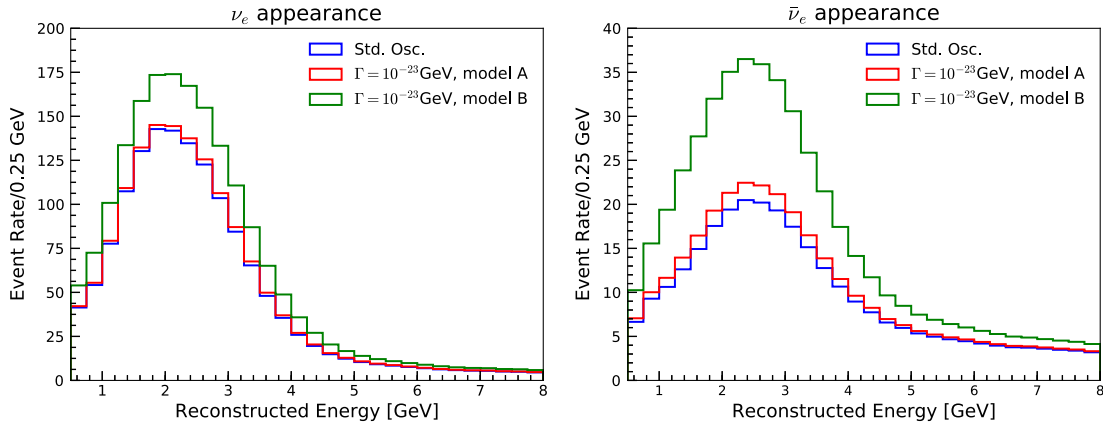 νₑ appearance
Event Rate/0.25 GeV
200
175
150
125
100
75
50
25
0
Std. Osc.
Γ = 10⁻²³GeV, model A
Γ = 10⁻²³GeV, model B
1 2 3 4 5 6 7 8
Reconstructed Energy [GeV]
ν̄ₑ appearance
Event Rate/0.25 GeV
40
35
30
25
20
15
10
5
0
Std. Osc.
Γ = 10⁻²³GeV, model A
Γ = 10⁻²³GeV, model B
1 2 3 4 5 6 7 8
Reconstructed Energy [GeV]